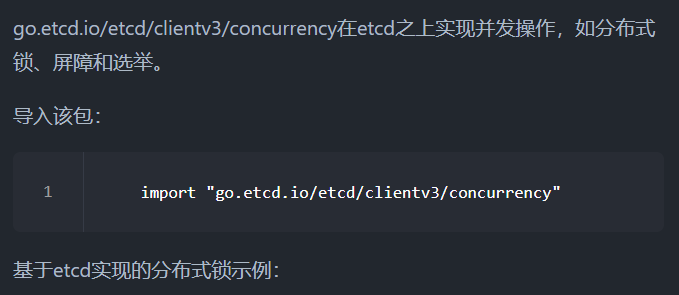 go.etcd.io/etcd/clientv3/concurrency在etcd之上实现并发操作，如分布式
锁、屏障和选举。
导入该包：
1 import "go.etcd.io/etcd/clientv3/concurrency"
基于etcd实现的分布式锁示例：